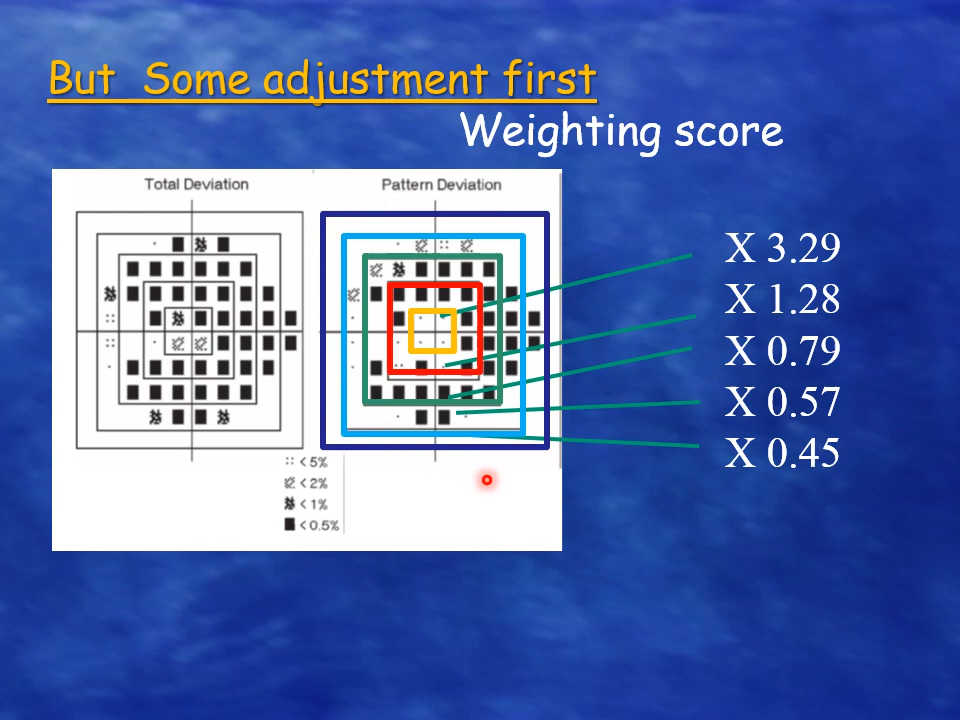 But Some adjustment first
Weighting score
Total Deviation
Pattern Deviation
X 3.29
X 1.28
X 0.79
X 0.57
X 0.45
< 5%
< 2%
< 1%
< 0.5%